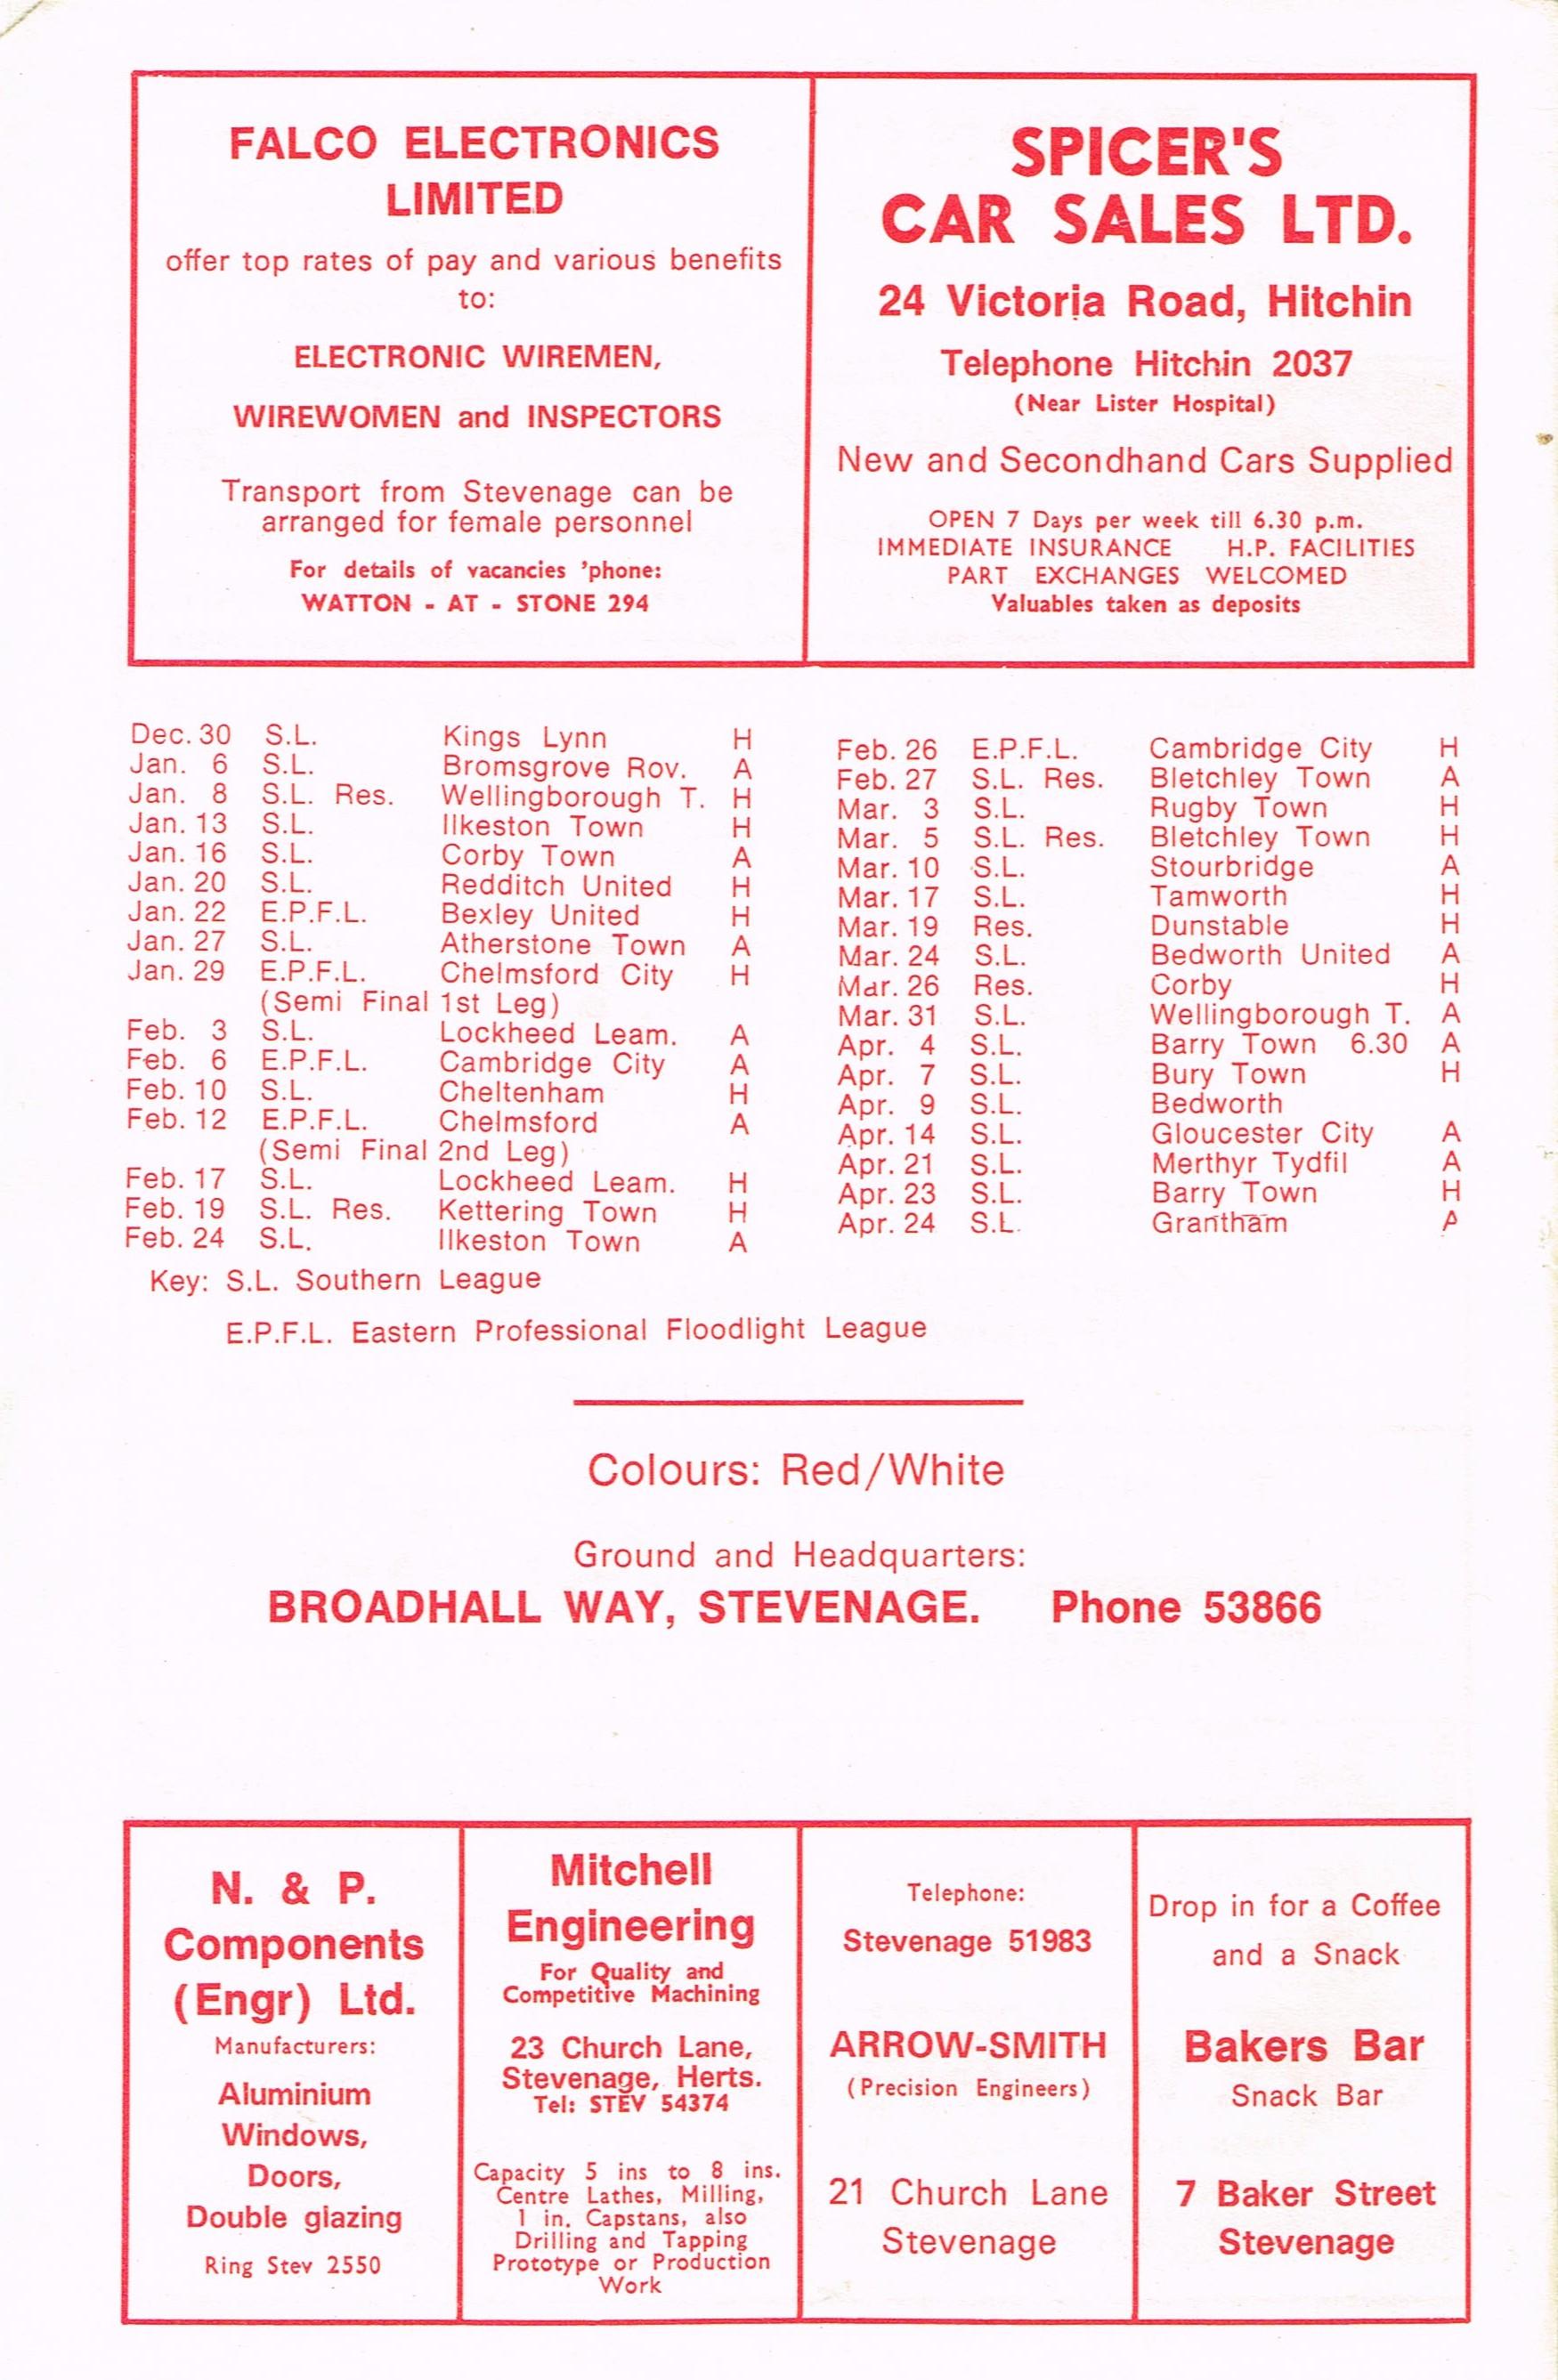 FALCO ELECTRONICS
LIMITED
offer top rates of pay and various benefits
to:
ELECTRONIC WIREMEN,
WIREWOMEN and INSPECTORS
Transport from Stevenage can be
arranged for female personnel
For details of vacancies 'phone:
WATTON - AT - STONE 294
SPICER'S
CAR SALES LTD.
24 Victoria Road, Hitchin
Telephone Hitchin 2037
(Near Lister Hospital)
New and Secondhand Cars Supplied
OPEN 7 Days per week till 6.30 p.m.
IMMEDIATE INSURANCE H.P. FACILITIES
PART EXCHANGES WELCOMED
Valuables taken as deposits
Dec. 30 S.L. Kings Lynn H
Jan. 6 S.L. Bromsgrove Rov. A
Jan. 8 S.L. Res. Wellingborough T. H
Jan. 13 S.L. Ilkeston Town H
Jan. 16 S.L. Corby Town A
Jan. 20 S.L. Redditch United H
Jan. 22 E.P.F.L. Bexley United H
Jan. 27 S.L. Atherstone Town A
Jan. 29 E.P.F.L. Chelmsford City H
(Semi Final 1st Leg)
Feb. 3 S.L. Lockheed Leam. A
Feb. 6 E.P.F.L. Cambridge City A
Feb. 10 S.L. Cheltenham H
Feb. 12 E.P.F.L. Chelmsford A
(Semi Final 2nd Leg)
Feb. 17 S.L. Lockheed Leam. H
Feb. 19 S.L. Res. Kettering Town H
Feb. 24 S.L. Ilkeston Town A
Feb. 26 E.P.F.L. Cambridge City H
Feb. 27 S.L. Res. Bletchley Town A
Mar. 3 S.L. Rugby Town H
Mar. 5 S.L. Res. Bletchley Town H
Mar. 10 S.L. Stourbridge A
Mar. 17 S.L. Tamworth H
Mar. 19 Res. Dunstable H
Mar. 24 S.L. Bedworth United A
Mar. 26 Res. Corby H
Mar. 31 S.L. Wellingborough T. A
Apr. 4 S.L. Barry Town 6.30 A
Apr. 7 S.L. Bury Town H
Apr. 9 S.L. Bedworth
Apr. 14 S.L. Gloucester City A
Apr. 21 S.L. Merthyr Tydfil A
Apr. 23 S.L. Barry Town H
Apr. 24 S.L. Grantham A
Key: S.L. Southern League
E.P.F.L. Eastern Professional Floodlight League
Colours: Red/White
Ground and Headquarters:
BROADHALL WAY, STEVENAGE. Phone 53866
N. & P.
Components
(Engr) Ltd.
Manufacturers:
Aluminium
Windows,
Doors,
Double glazing
Ring Stev 2550
Mitchell
Engineering
For Quality and
Competitive Machining
23 Church Lane,
Stevenage, Herts.
Tel: STEV 54374
Capacity 5 ins to 8 ins.
Centre Lathes, Milling,
1 in. Capstans, also
Drilling and Tapping
Prototype or Production
Work
Telephone:
Stevenage 51983
ARROW-SMITH
(Precision Engineers)
21 Church Lane
Stevenage
Drop in for a Coffee
and a Snack
Bakers Bar
Snack Bar
7 Baker Street
Stevenage